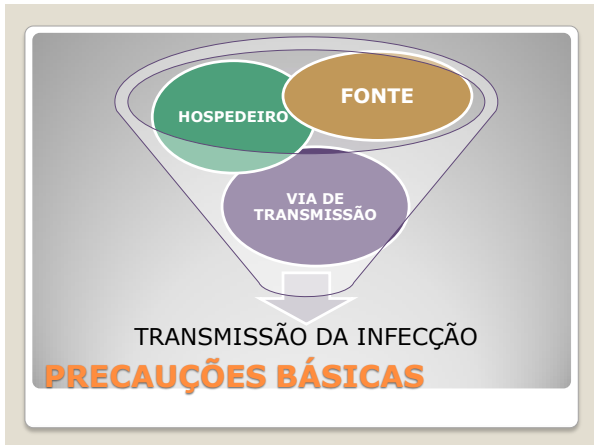 FONTE
HOSPEDEIRO
VIA DE
TRANSMISSÃO
TRANSMISSÃO DA INFECÇÃO
PRECAUÇÕES BÁSICAS